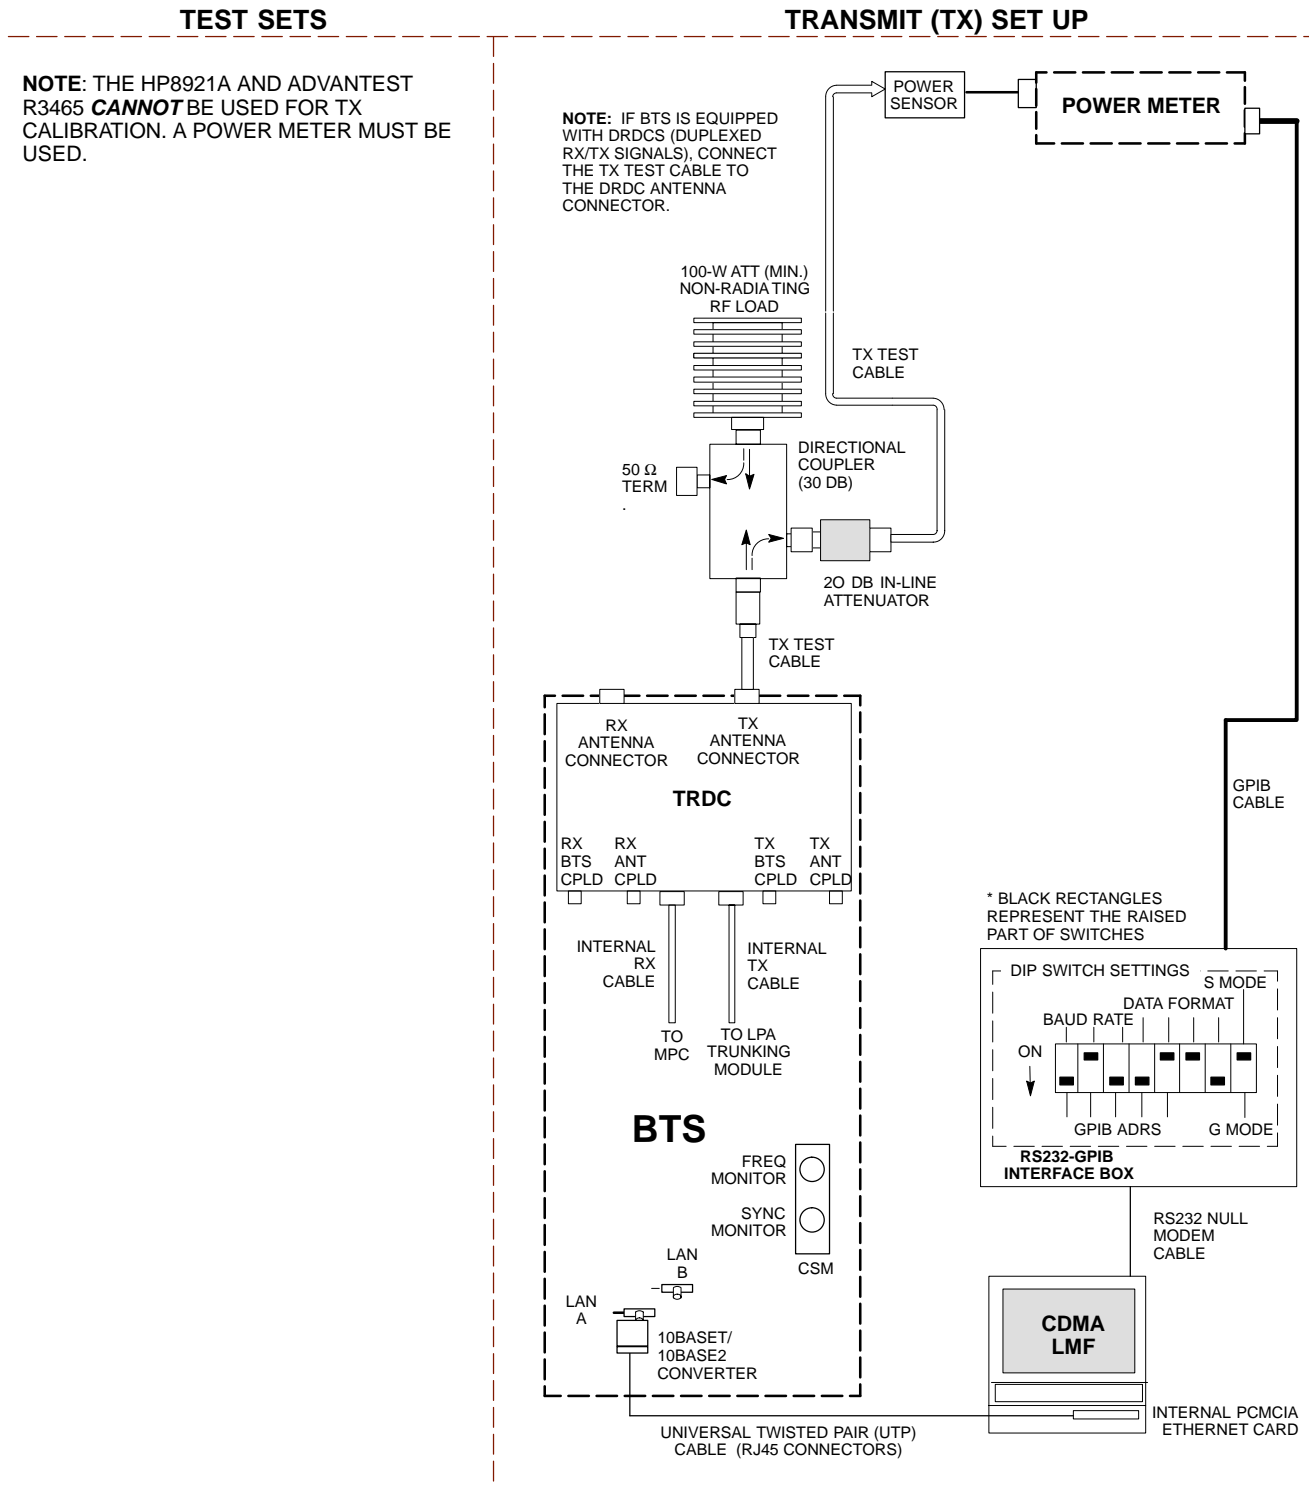 TEST SETS
TRANSMIT (TX) SET UP
NOTE: THE HP8921A AND ADVANTEST
R3465 CANNOT BE USED FOR TX
CALIBRATION. A POWER METER MUST BE
USED.
NOTE: IF BTS IS EQUIPPED
WITH DRDCS (DUPLEXED
RX/TX SIGNALS), CONNECT
THE TX TEST CABLE TO
THE DRDC ANTENNA
CONNECTOR.
POWER
SENSOR
POWER METER
100-W ATT (MIN.)
NON-RADIA TING
RF LOAD
TX TEST
CABLE
50 Ω
TERM
.
DIRECTIONAL
COUPLER
(30 DB)
2O DB IN-LINE
ATTENUATOR
TX TEST
CABLE
RX
ANTENNA
CONNECTOR
TX
ANTENNA
CONNECTOR
TRDC
RX
BTS
CPLD
RX
ANT
CPLD
TX
BTS
CPLD
TX
ANT
CPLD
GPIB
CABLE
INTERNAL
RX
CABLE
INTERNAL
TX
CABLE
TO
MPC
TO LPA
TRUNKING
MODULE
* BLACK RECTANGLES
REPRESENT THE RAISED
PART OF SWITCHES
DIP SWITCH SETTINGS
S MODE
DATA FORMAT
BAUD RATE
ON
GPIB ADRS
G MODE
RS232-GPIB
INTERFACE BOX
BTS
FREQ
MONITOR
SYNC
MONITOR
CSM
LAN
B
LAN
A
10BASET/
10BASE2
CONVERTER
RS232 NULL
MODEM
CABLE
CDMA
LMF
UNIVERSAL TWISTED PAIR (UTP)
CABLE (RJ45 CONNECTORS)
INTERNAL PCMCIA
ETHERNET CARD